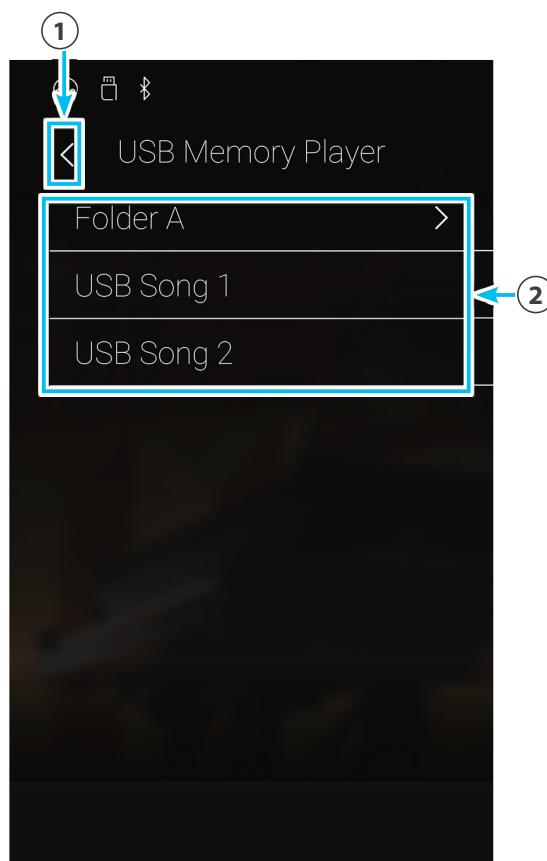 1
USB Memory Player
Folder A
USB Song 1
2
USB Song 2